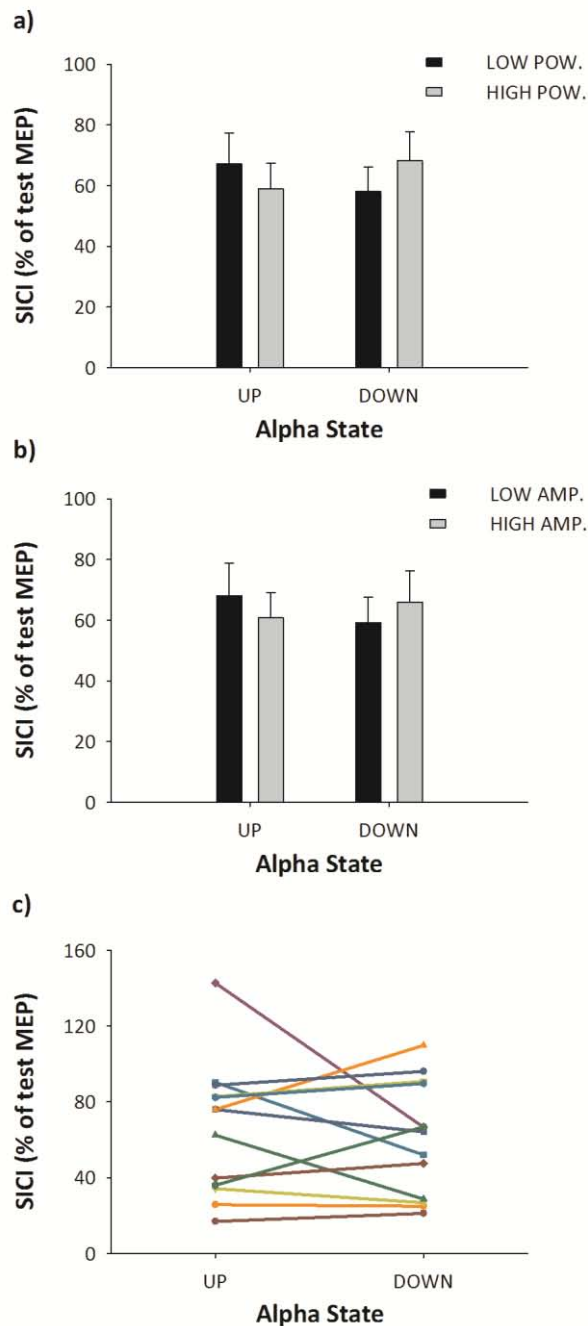 a)
LOW POW.
HIGH POW.
100
80
60
40
20
0
SICI (% of test MEP)
UP DOWN
Alpha State
b)
LOW AMP.
HIGH AMP.
100
80
60
40
20
0
SICI (% of test MEP)
UP DOWN
Alpha State
c)
160
120
80
40
0
SICI (% of test MEP)
UP DOWN
Alpha State